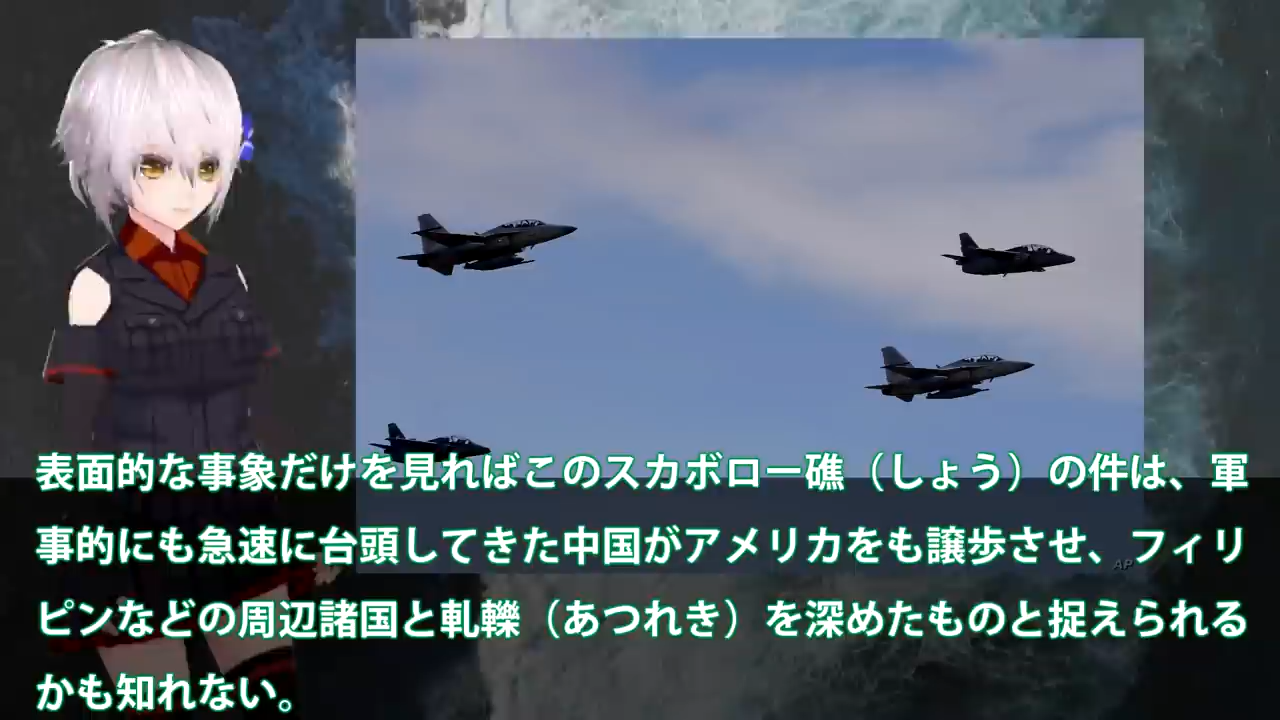 表面的な事象だけを見ればこのスカボロー礁（しょう）の件は、軍
事的にも急速に台頭してきた中国がアメリカをも譲歩させ、フィリ
ピンなどの周辺諸国と軋轢（あつれき）を深めたものと捉えられる
かも知れない。
AP